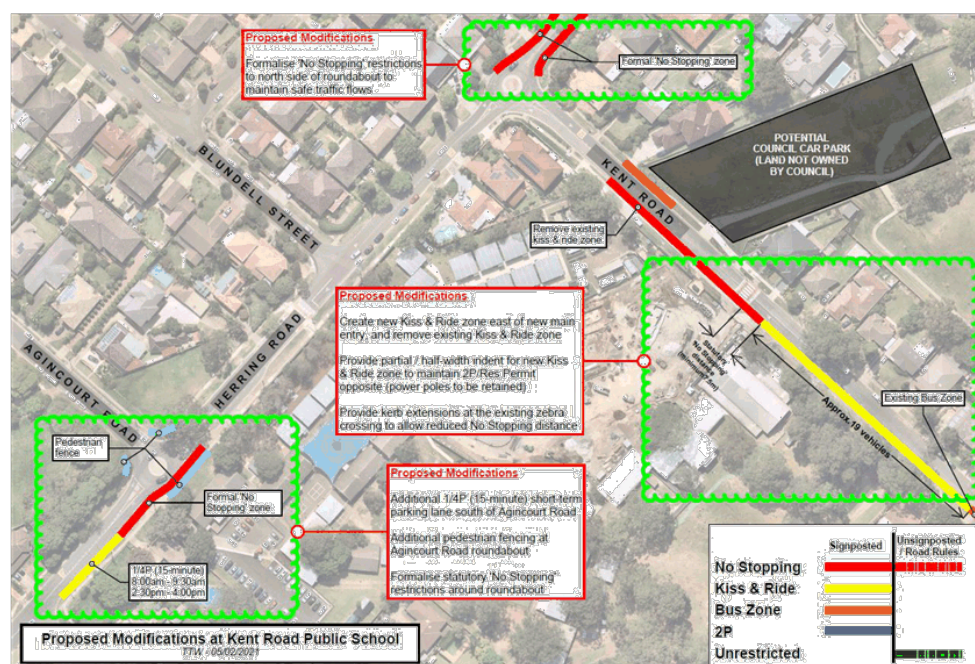 Proposed Modifications
Formalise 'No Stopping' restrictions
to north side of roundabout to
maintain safe traffic flows
Formal 'No Stopping' zone
POTENTIAL
COUNCIL CAR PARK
(LAND NOT OWNED
BY COUNCIL)
BLUNDELL STREET
KENT ROAD
Remove existing
kiss & ride zone
Proposed Modifications
Create new Kiss & Ride zone east of new main
entry, and remove existing Kiss & Ride zone
Provide partial / half-width indent for new Kiss
& Ride zone to maintain 2P/Res Permit
opposite (power poles to be retained)
Provide kerb extensions at the existing zebra
crossing to allow reduced No Stopping distance
Statutory
'No Stopping'
distance
(minimum 7.5m)
Approx 19 vehicles
Existing Bus Zone
AGINCOURT ROAD
HERRING ROAD
Pedestrian
fence
Formal 'No
Stopping' zone
1/4P (15-minute)
8:00am - 9:30am
2:30pm - 4:00pm
Proposed Modifications
Additional 1/4P (15-minute) short-term
parking lane south of Agincourt Road
Additional pedestrian fencing at
Agincourt Road roundabout
Formalise statutory 'No Stopping'
restrictions around roundabout
Proposed Modifications at Kent Road Public School
TTW - 05/02/2021
Signposted
Unsignposted
/ Road Rules
No Stopping
Kiss & Ride
Bus Zone
2P
Unrestricted